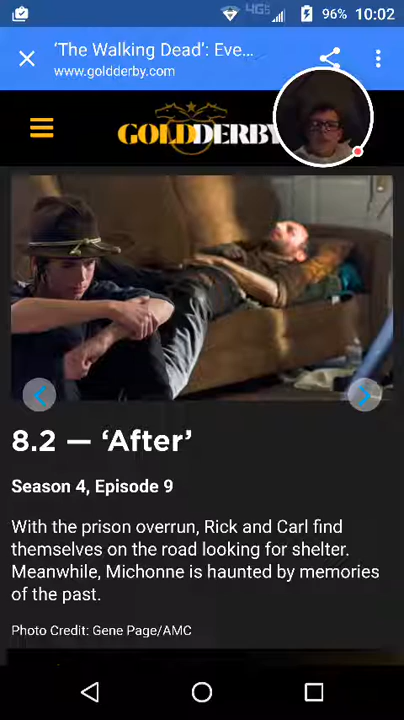 4G
96% 10:02
‘The Walking Dead’: Eve...
www.goldderby.com
GOLDDERBY
8.2 — ‘After’
Season 4, Episode 9
With the prison overrun, Rick and Carl find
themselves on the road looking for shelter.
Meanwhile, Michonne is haunted by memories
of the past.
Photo Credit: Gene Page/AMC